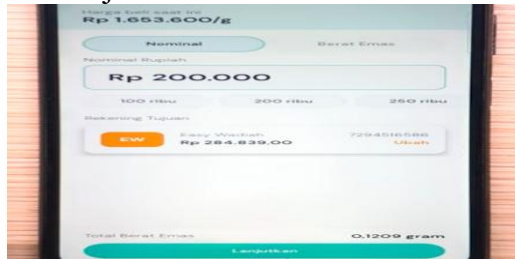 Harga beli saat ini
Rp 1.653.600/g
Nominal
Berat Emas
Nominal Rupiah
Rp 200.000
100 ribu
200 ribu
250 ribu
Rekening Tujuan
EW
Easy Wadiah
7294516586
Rp 284.839,00
Ubah
Total Berat Emas
0,1209 gram
Lanjutkan